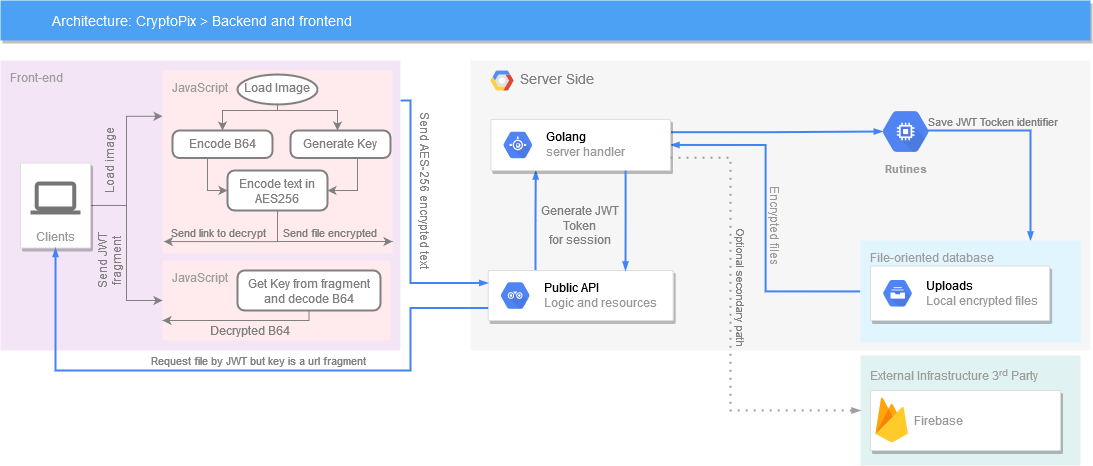 Architecture: CryptoPix > Backend and frontend
Front-end
JavaScript
Load Image
Encode B64
Generate Key
Encode text in
AES256
Send link to decrypt
Send file encrypted
Load image
Clients
Send JWT
fragment
JavaScript
Get Key from fragment
and decode B64
Decrypted B64
Request file by JWT but key is a url fragment
Send AES-256 encrypted text
Server Side
Golang
server handler
Generate JWT
Token
for session
Public API
Logic and resources
Rutines
Save JWT Tocken identifier
Encrypted files
Optional secondary path
File-oriented database
Uploads
Local encrypted files
External Infrastructure 3rd Party
Firebase